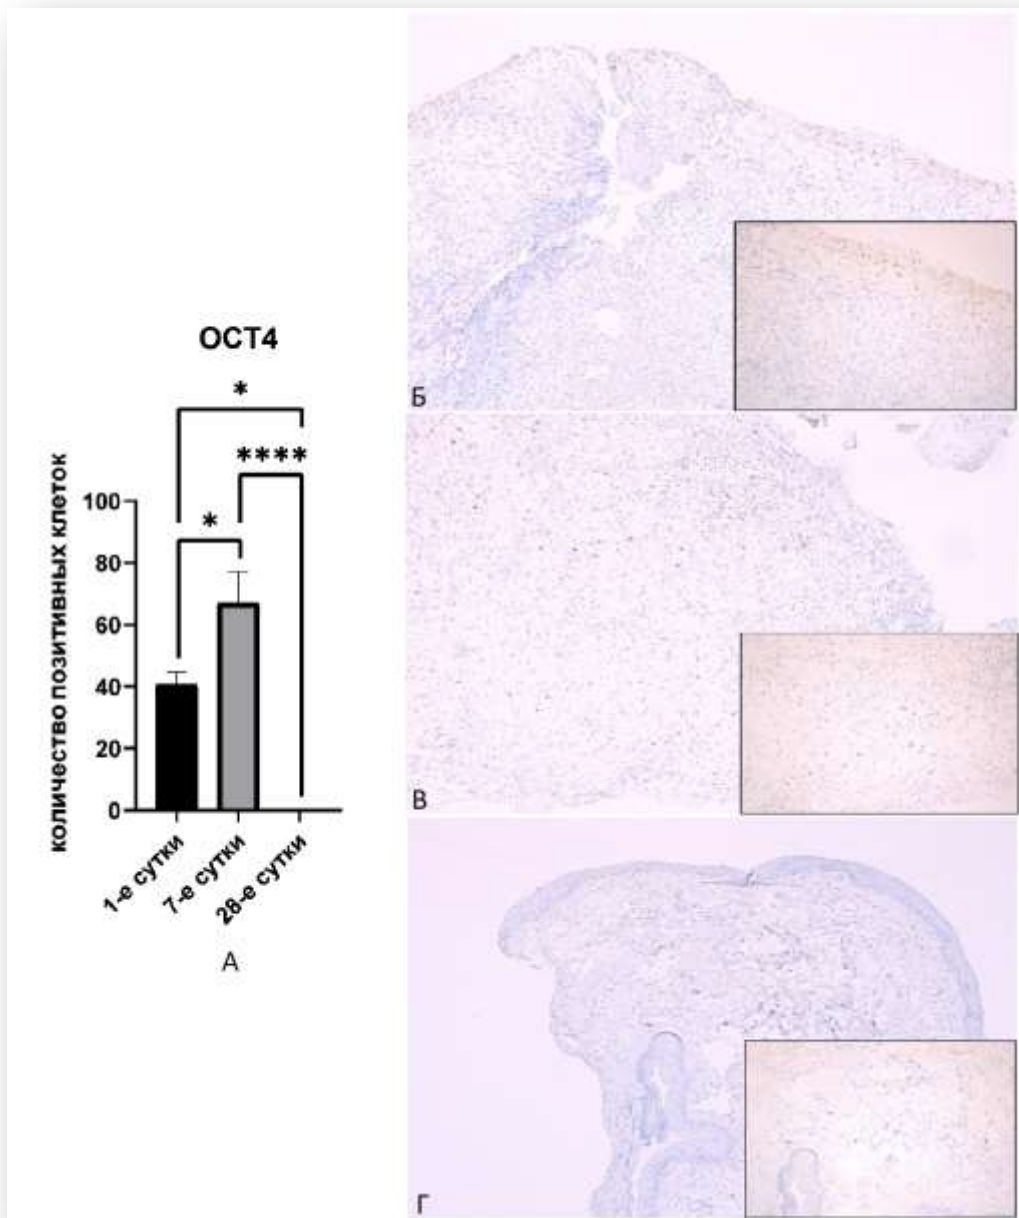 OCT4
*
****
*
количество позитивных клеток
100
80
60
40
20
0
1-е сутки
7-е сутки
28-е сутки
А
Б
В
Г